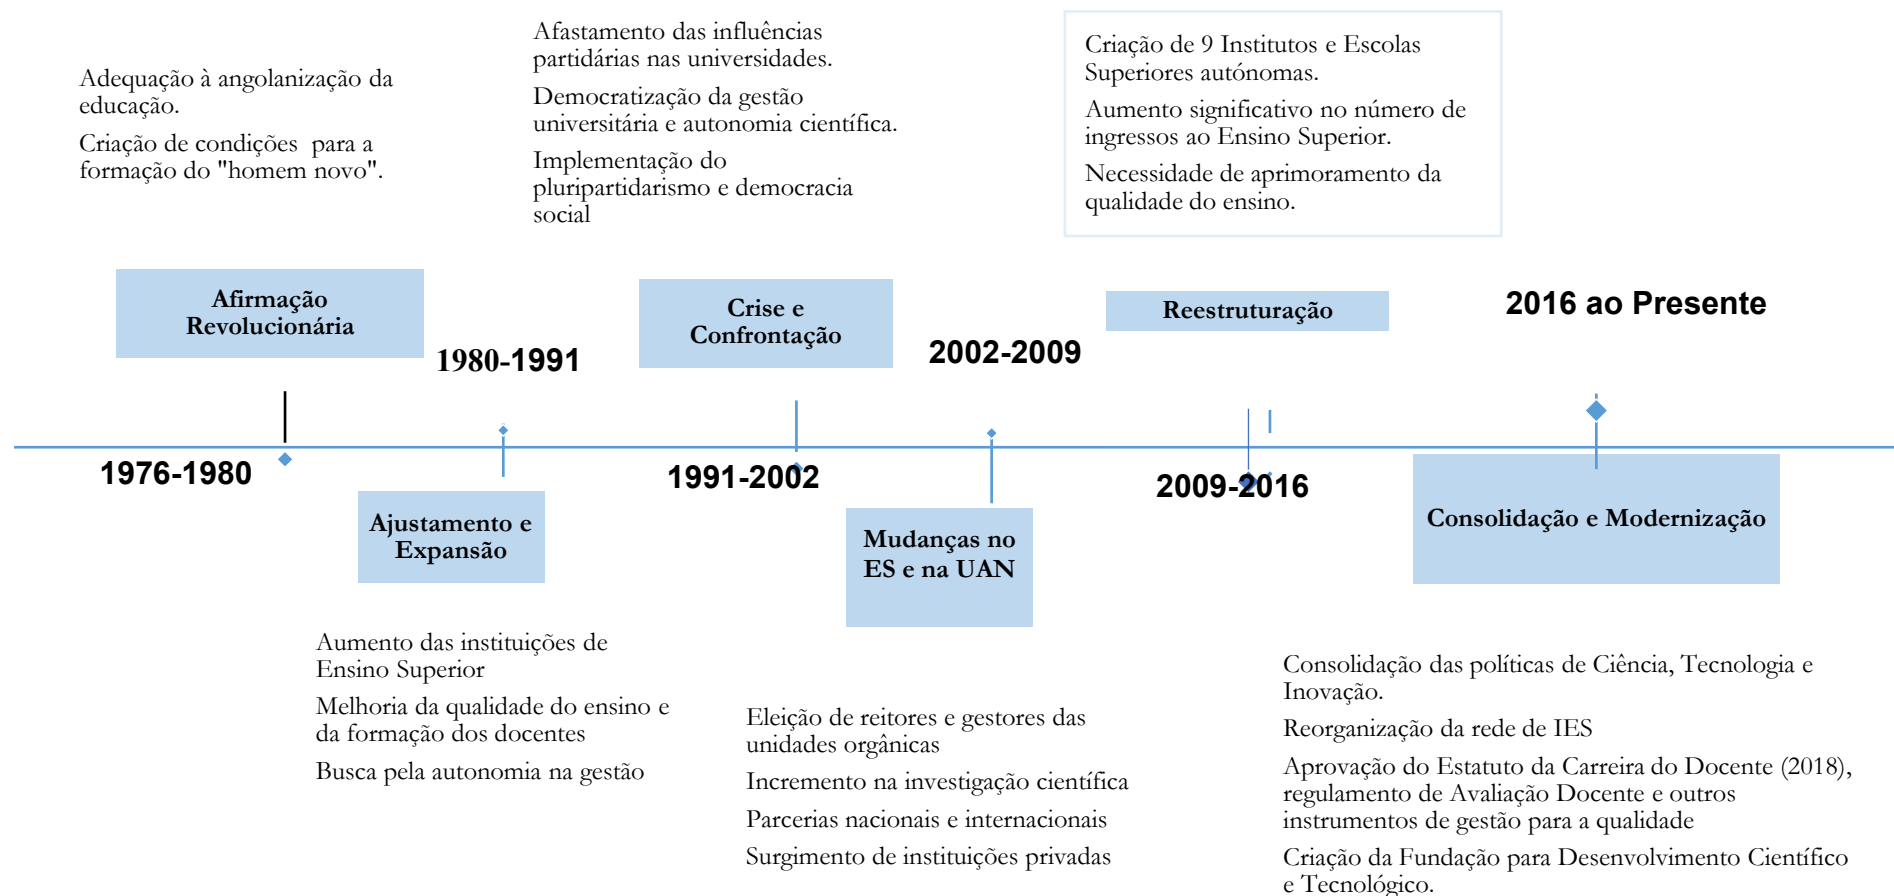 Adequação à angolanização da
educação.
Criação de condições  para a
formação do "homem novo".
Afirmação
Revolucionária
1976-1980
1980-1991
Ajustamento e
Expansão
Aumento das instituições de
Ensino Superior
Melhoria da qualidade do ensino e
da formação dos docentes
Busca pela autonomia na gestão
Afastamento das influências
partidárias nas universidades.
Democratização da gestão
universitária e autonomia científica.
Implementação do
pluripartidarismo e democracia
social
Crise e
Confrontação
1991-2002
2002-2009
Mudanças no
ES e na UAN
Eleição de reitores e gestores das
unidades orgânicas
Incremento na investigação científica
Parcerias nacionais e internacionais
Surgimento de instituições privadas
Criação de 9 Institutos e Escolas
Superiores autónomas.
Aumento significativo no número de
ingressos ao Ensino Superior.
Necessidade de aprimoramento da
qualidade do ensino.
Reestruturação
2009-2016
2016 ao Presente
Consolidação e Modernização
Consolidação das políticas de Ciência, Tecnologia e
Inovação.
Reorganização da rede de IES
Aprovação do Estatuto da Carreira do Docente (2018),
regulamento de Avaliação Docente e outros
instrumentos de gestão para a qualidade
Criação da Fundação para Desenvolvimento Científico
e Tecnológico.